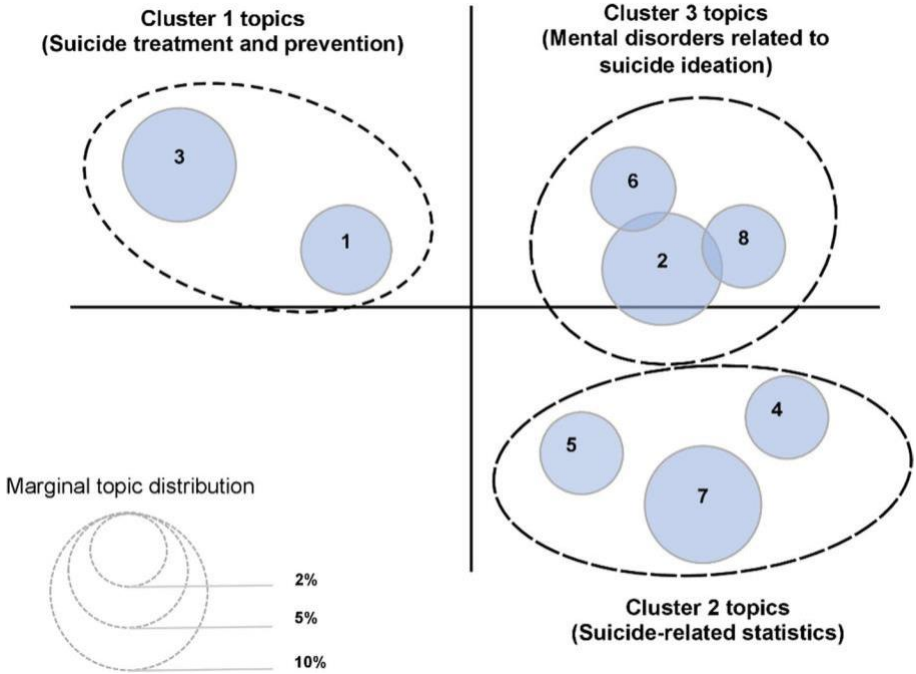 Cluster 1 topics
(Suicide treatment and prevention)
Cluster 3 topics
(Mental disorders related to
suicide ideation)
3
1
6
8
2
4
5
7
Marginal topic distribution
2%
5%
10%
Cluster 2 topics
(Suicide-related statistics)